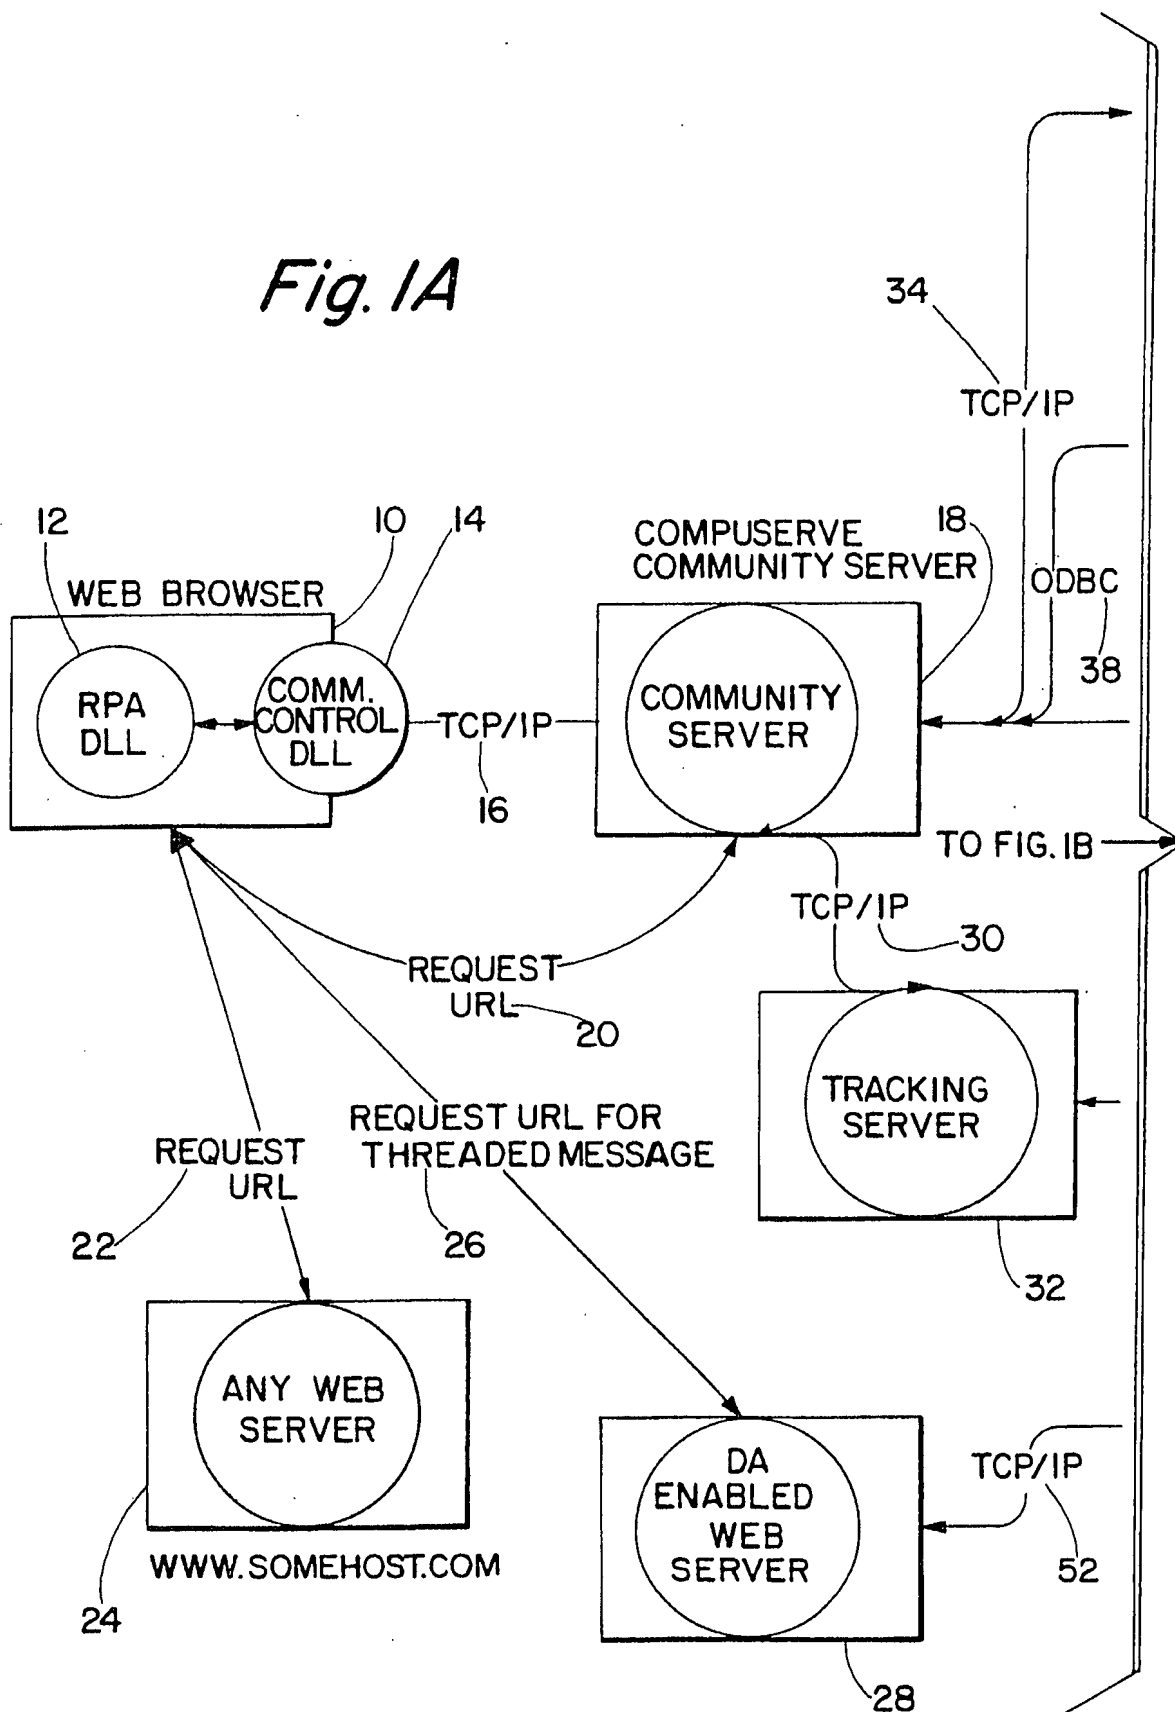 Fig. 1A
34
TCP/IP
12
10
14
COMPUSERVE
COMMUNITY SERVER
18
ODBC
38
WEB BROWSER
RPA
DLL
COMM.
CONTROL
DLL
TCP/IP
16
COMMUNITY
SERVER
TO FIG. 1B
TCP/IP
30
REQUEST
URL
20
TRACKING
SERVER
32
REQUEST URL FOR
THREADED MESSAGE
26
REQUEST
URL
22
ANY WEB
SERVER
WWW.SOMEHOST.COM
24
DA
ENABLED
WEB
SERVER
28
TCP/IP
52